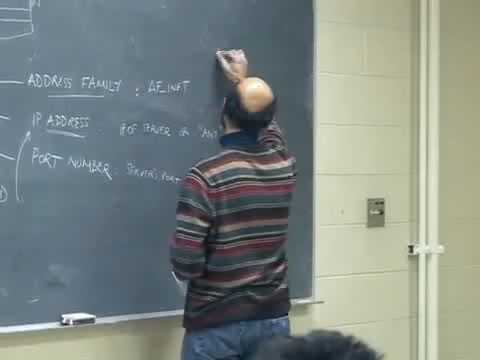 ADDRESS FAMILY : AF_INET
IP ADDRESS : IP OF SERVER OR "ANY
PORT NUMBER : SERVER'S PORT